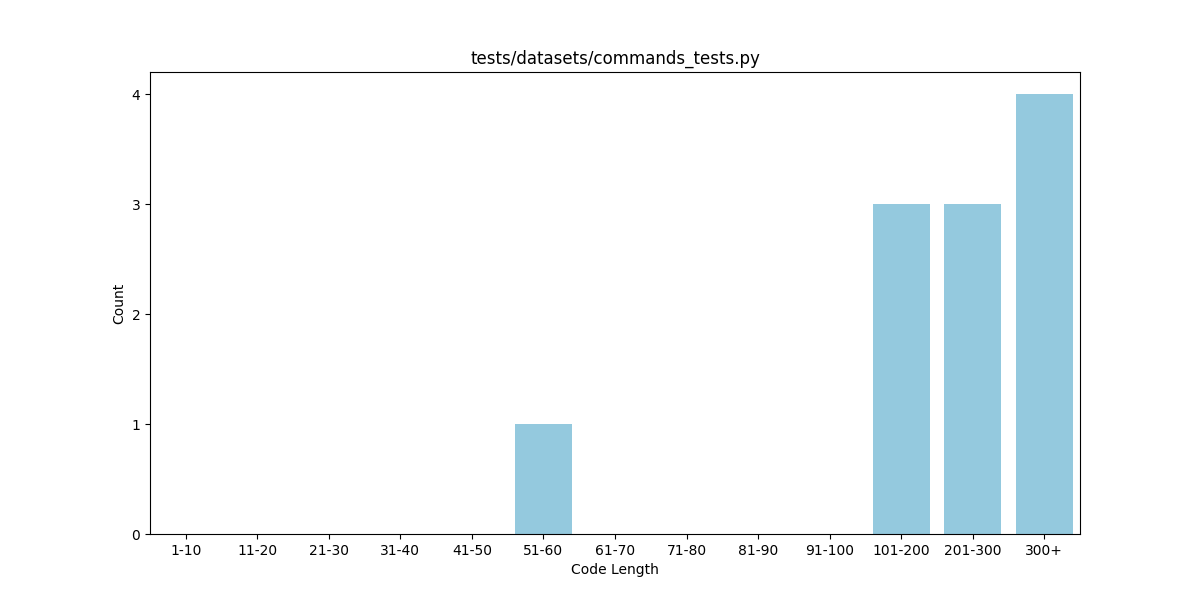 tests/datasets/commands_tests.py
4
3
2
1
0
Count
1-10 11-20 21-30 31-40 41-50 51-60 61-70 71-80 81-90 91-100 101-200 201-300 300+
Code Length